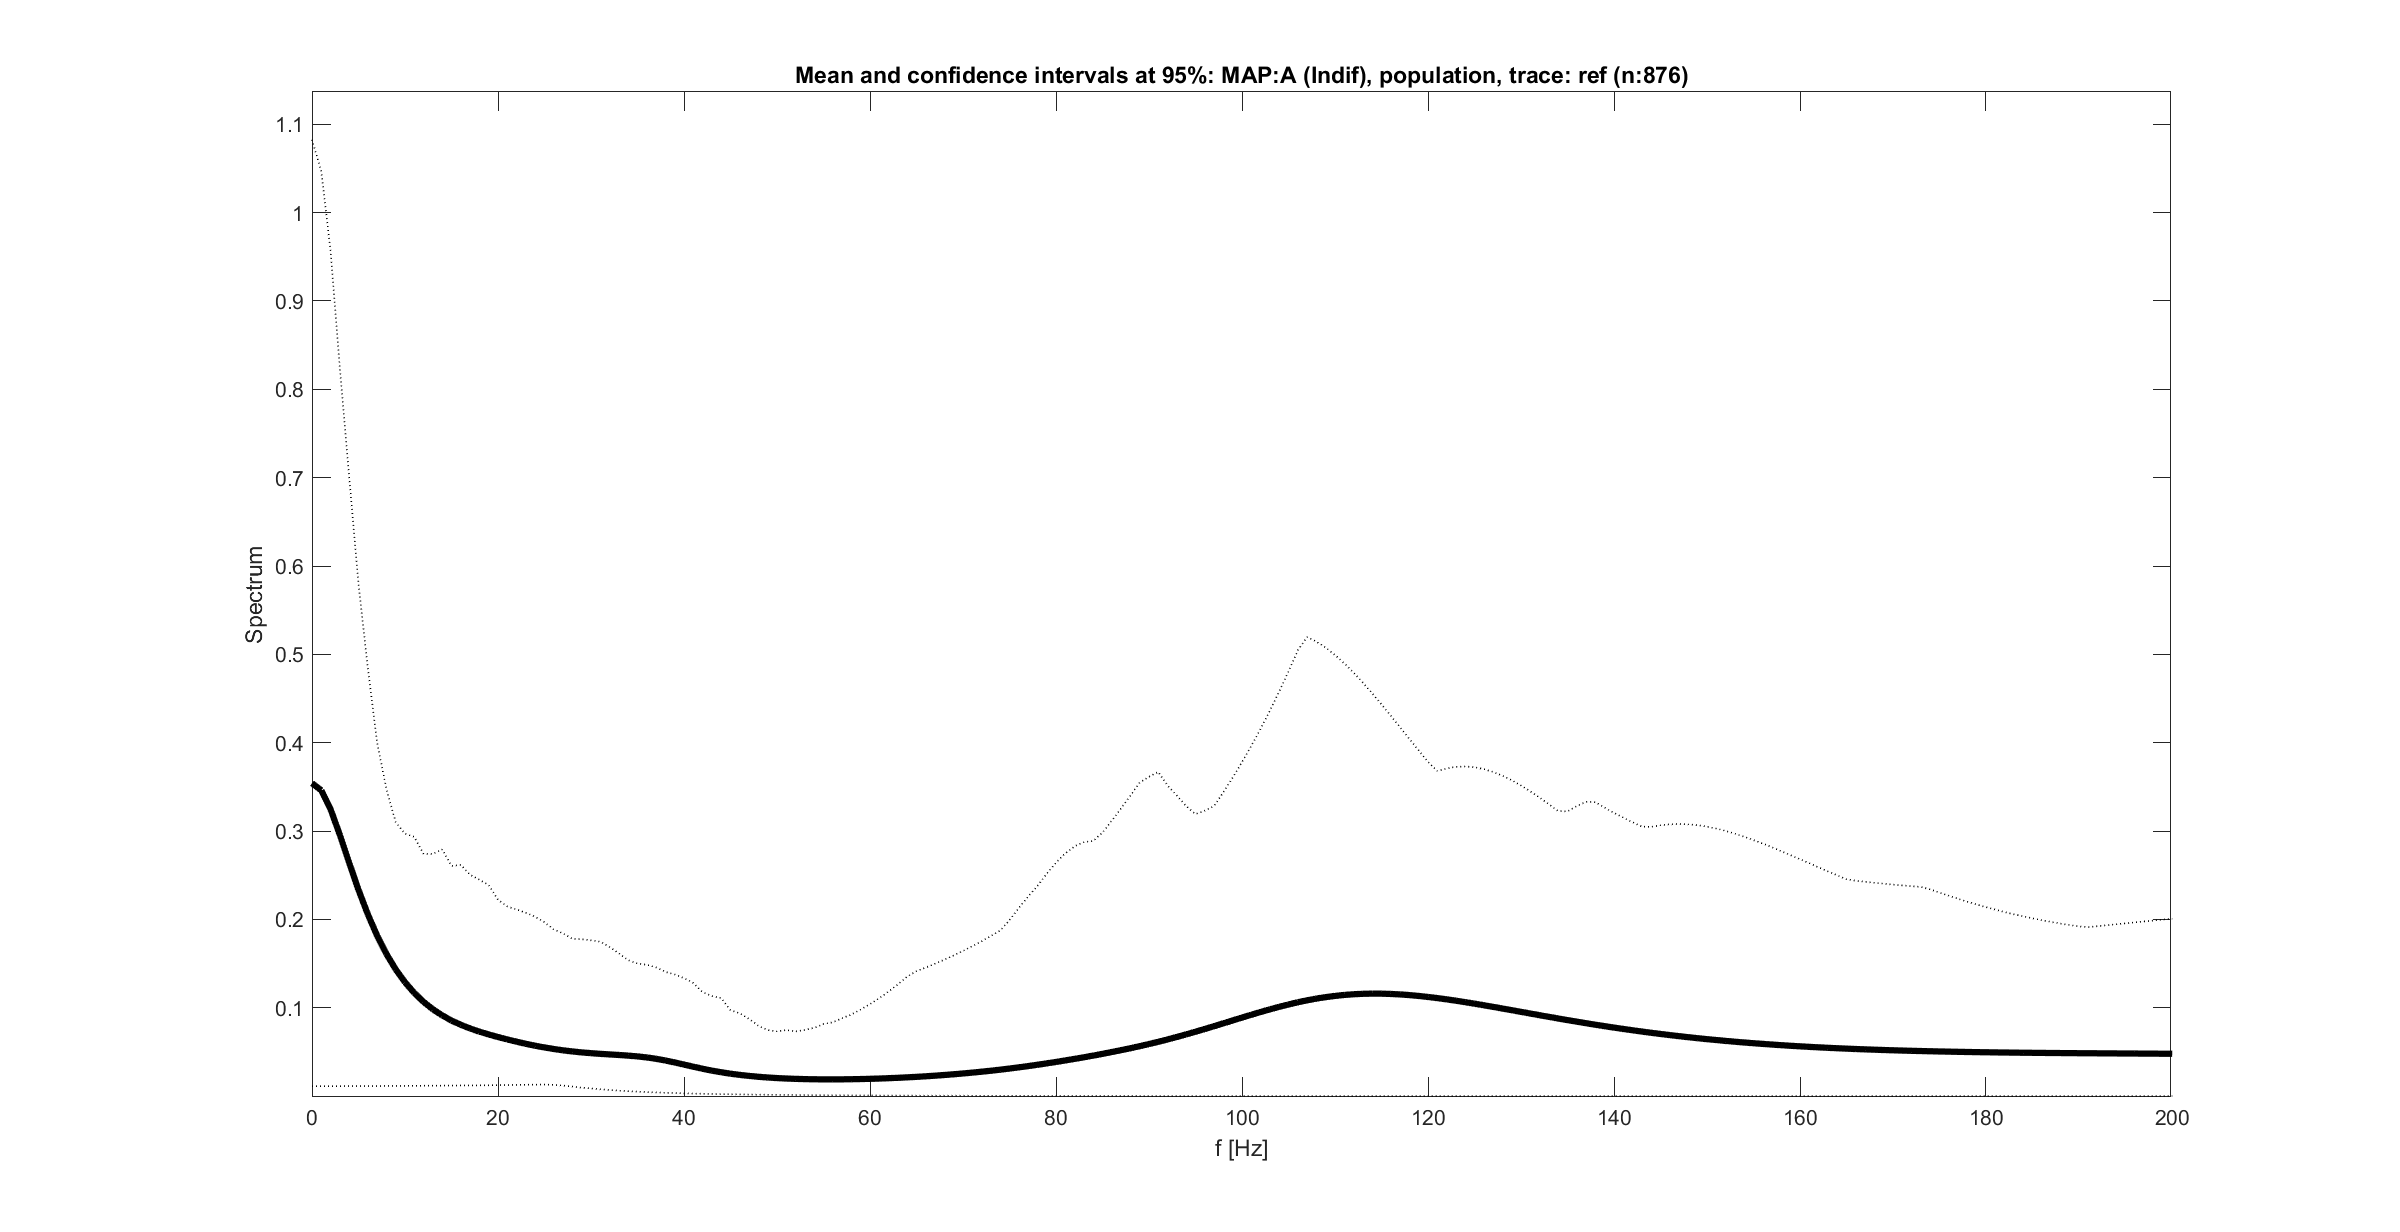 Mean and confidence intervals at 95%: MAP:A (Indif), population, trace: ref (n:876)
1.1
1
0.9
0.8
0.7
0.6
0.5
0.4
0.3
0.2
0.1
Spectrum
0 20 40 60 80 100 120 140 160 180 200
f [Hz]